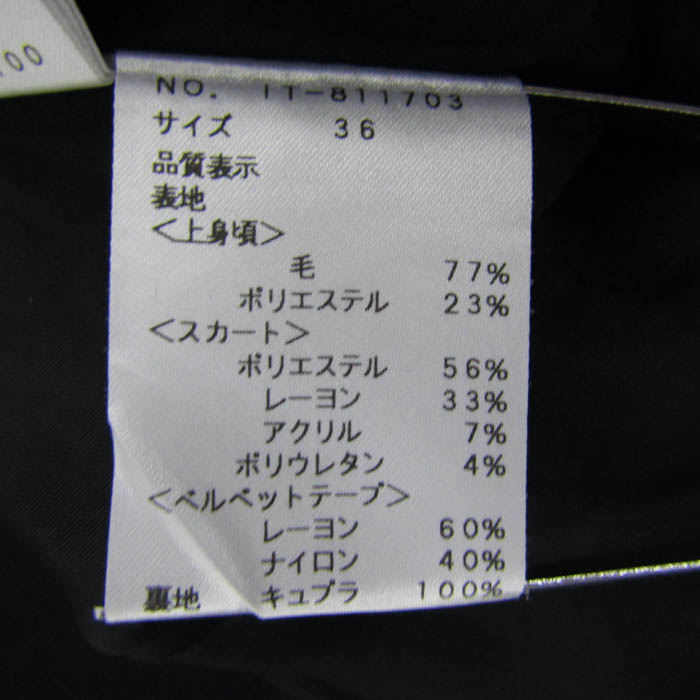 00
NO. IT-811703
サイズ 36
品質表示
表地
<上身頃>
毛 77%
ポリエステル 23%
<スカート>
ポリエステル 56%
レーヨン 33%
アクリル 7%
ポリウレタン 4%
<ベルベットテープ>
レーヨン 60%
ナイロン 40%
裏地 キュプラ 100%